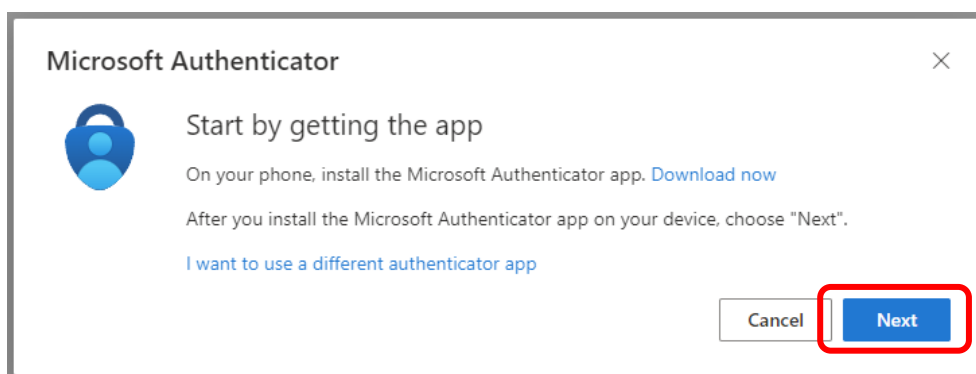 Microsoft Authenticator
Start by getting the app
On your phone, install the Microsoft Authenticator app. Download now
After you install the Microsoft Authenticator app on your device, choose "Next".
I want to use a different authenticator app
Cancel
Next